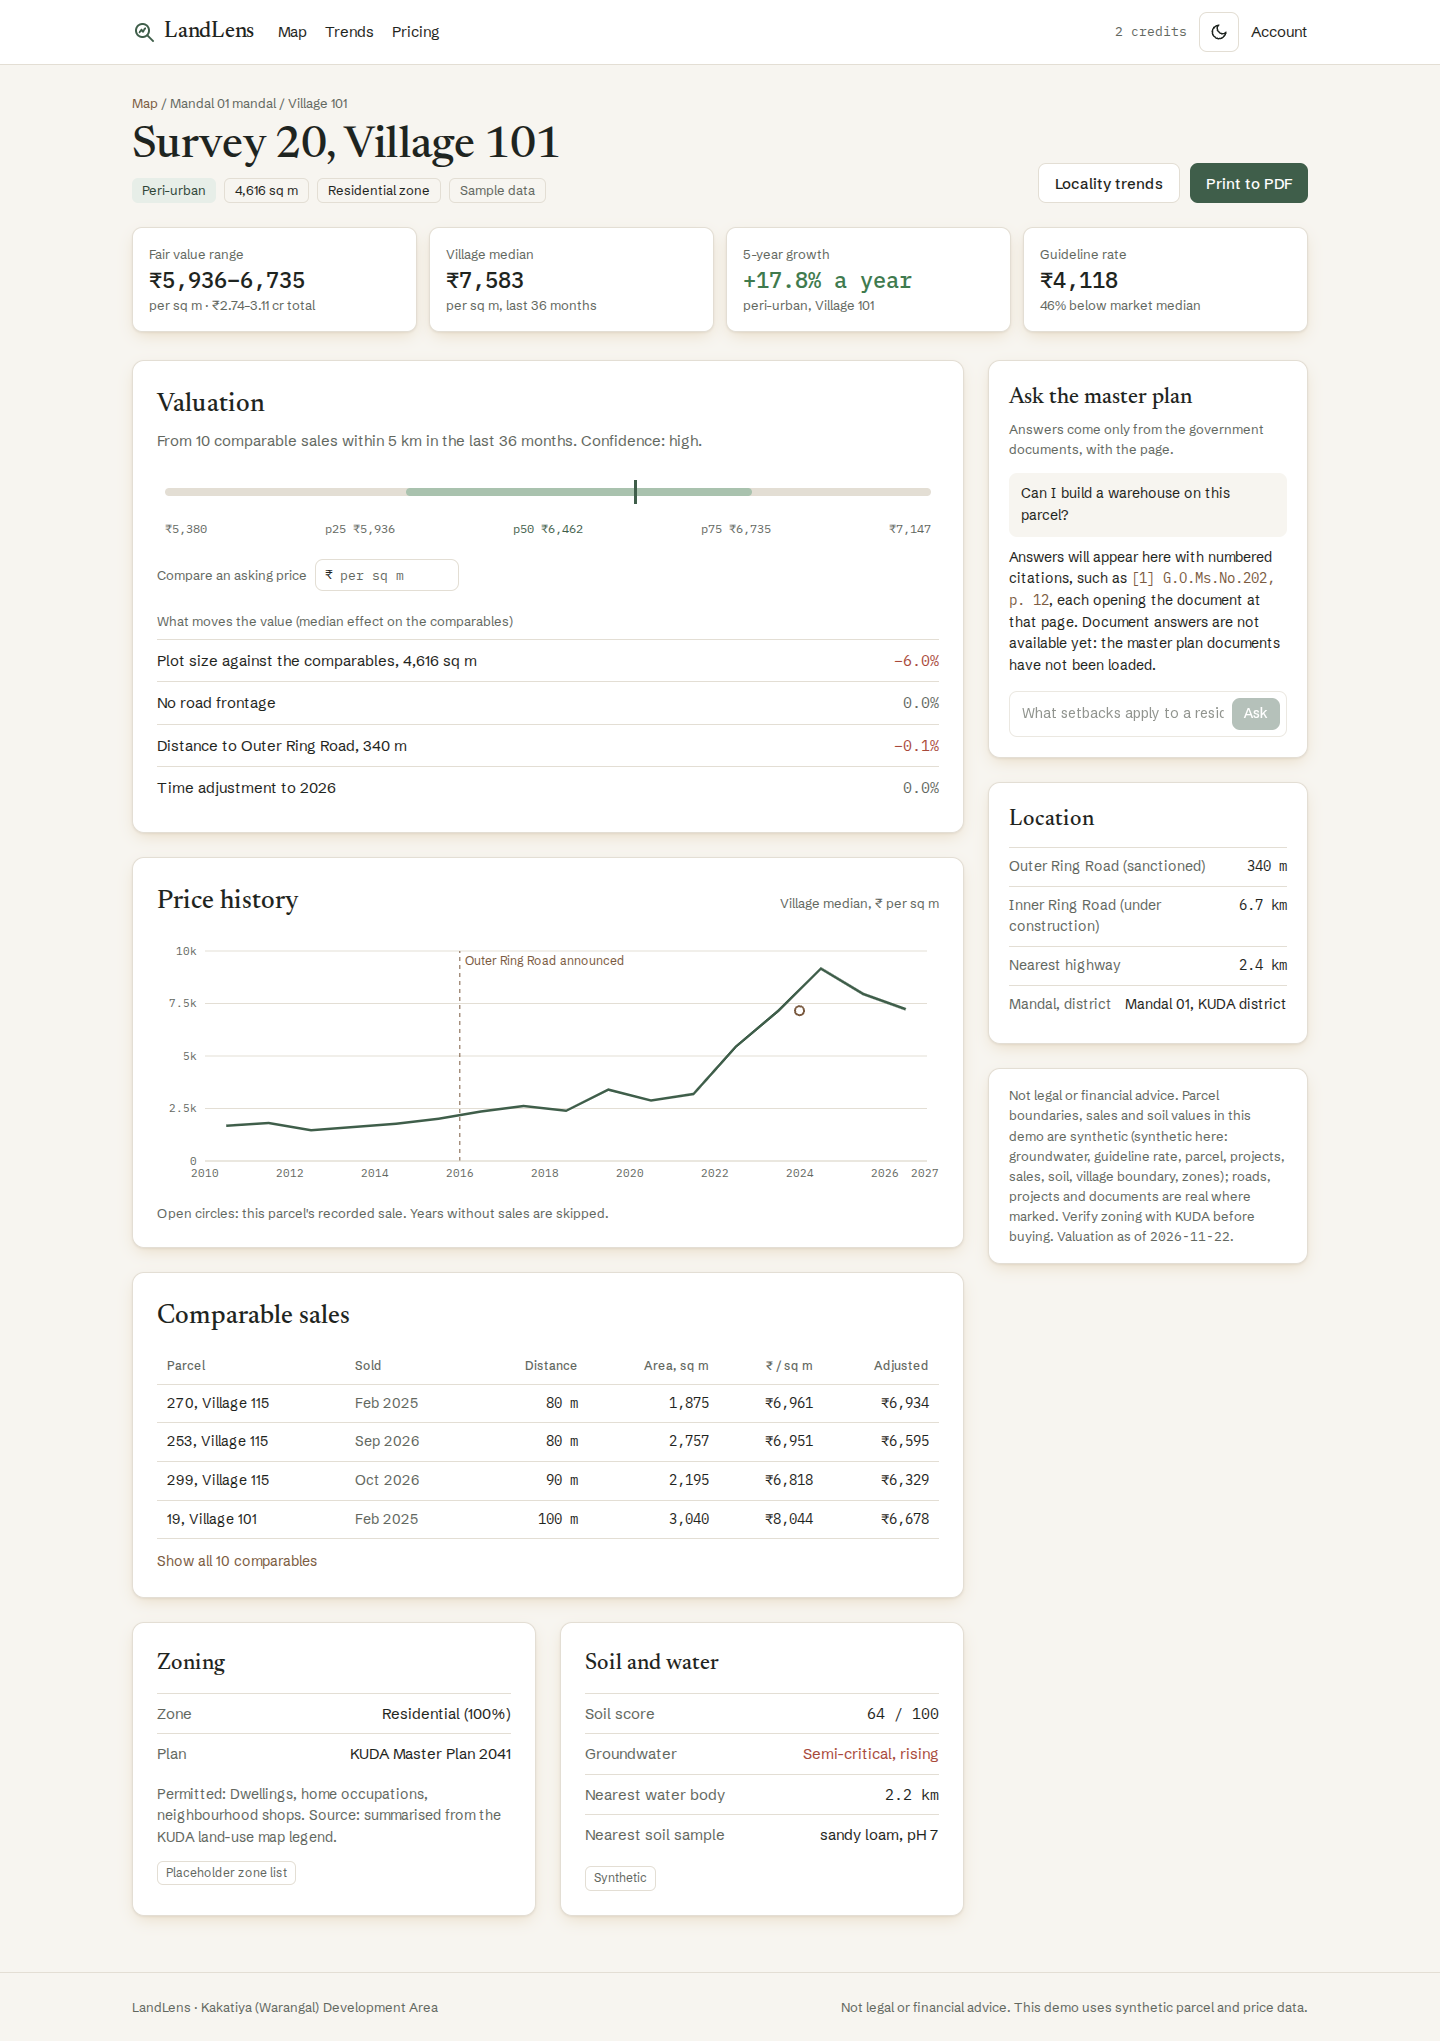 LandLens
Map
Trends
Pricing
2 credits
Account
Map / Mandal 01 mandal / Village 101
Survey 20, Village 101
Peri-urban
4,616 sq m
Residential zone
Sample data
Locality trends
Print to PDF
Fair value range
₹5,936–6,735
per sq m · ₹2.74–3.11 cr total
Village median
₹7,583
per sq m, last 36 months
5-year growth
+17.8% a year
peri-urban, Village 101
Guideline rate
₹4,118
46% below market median
Valuation
From 10 comparable sales within 5 km in the last 36 months. Confidence: high.
₹5,380
p25 ₹5,936
p50 ₹6,462
p75 ₹6,735
₹7,147
Compare an asking price
₹ per sq m
What moves the value (median effect on the comparables)
Plot size against the comparables, 4,616 sq m
−6.0%
No road frontage
0.0%
Distance to Outer Ring Road, 340 m
−0.1%
Time adjustment to 2026
0.0%
Price history
Village median, ₹ per sq m
10k
7.5k
5k
2.5k
0
Outer Ring Road announced
2010
2012
2014
2016
2018
2020
2022
2024
2026
2027
Open circles: this parcel's recorded sale. Years without sales are skipped.
Comparable sales
Parcel Sold Distance Area, sq m ₹ / sq m Adjusted
270, Village 115 Feb 2025 80 m 1,875 ₹6,961 ₹6,934
253, Village 115 Sep 2026 80 m 2,757 ₹6,951 ₹6,595
299, Village 115 Oct 2026 90 m 2,195 ₹6,818 ₹6,329
19, Village 101 Feb 2025 100 m 3,040 ₹8,044 ₹6,678
Show all 10 comparables
Zoning
Zone
Residential (100%)
Plan
KUDA Master Plan 2041
Permitted: Dwellings, home occupations,
neighbourhood shops. Source: summarised from the
KUDA land-use map legend.
Placeholder zone list
Soil and water
Soil score
64 / 100
Groundwater
Semi-critical, rising
Nearest water body
2.2 km
Nearest soil sample
sandy loam, pH 7
Synthetic
Ask the master plan
Answers come only from the government
documents, with the page.
Can I build a warehouse on this
parcel?
Answers will appear here with numbered
citations, such as [1] G.O.Ms.No.202,
p. 12, each opening the document at
that page. Document answers are not
available yet: the master plan documents
have not been loaded.
What setbacks apply to a resic
Ask
Location
Outer Ring Road (sanctioned)
340 m
Inner Ring Road (under
construction)
6.7 km
Nearest highway
2.4 km
Mandal, district
Mandal 01, KUDA district
Not legal or financial advice. Parcel
boundaries, sales and soil values in this
demo are synthetic (synthetic here:
groundwater, guideline rate, parcel, projects,
sales, soil, village boundary, zones); roads,
projects and documents are real where
marked. Verify zoning with KUDA before
buying. Valuation as of 2026-11-22.
LandLens · Kakatiya (Warangal) Development Area
Not legal or financial advice. This demo uses synthetic parcel and price data.